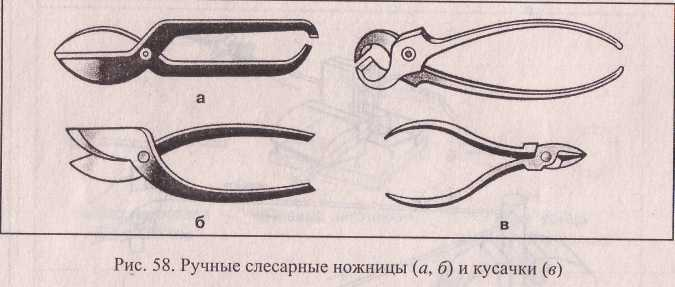 а
б
в
Рис. 58. Ручные слесарные ножницы (а, б) и кусачки (в)